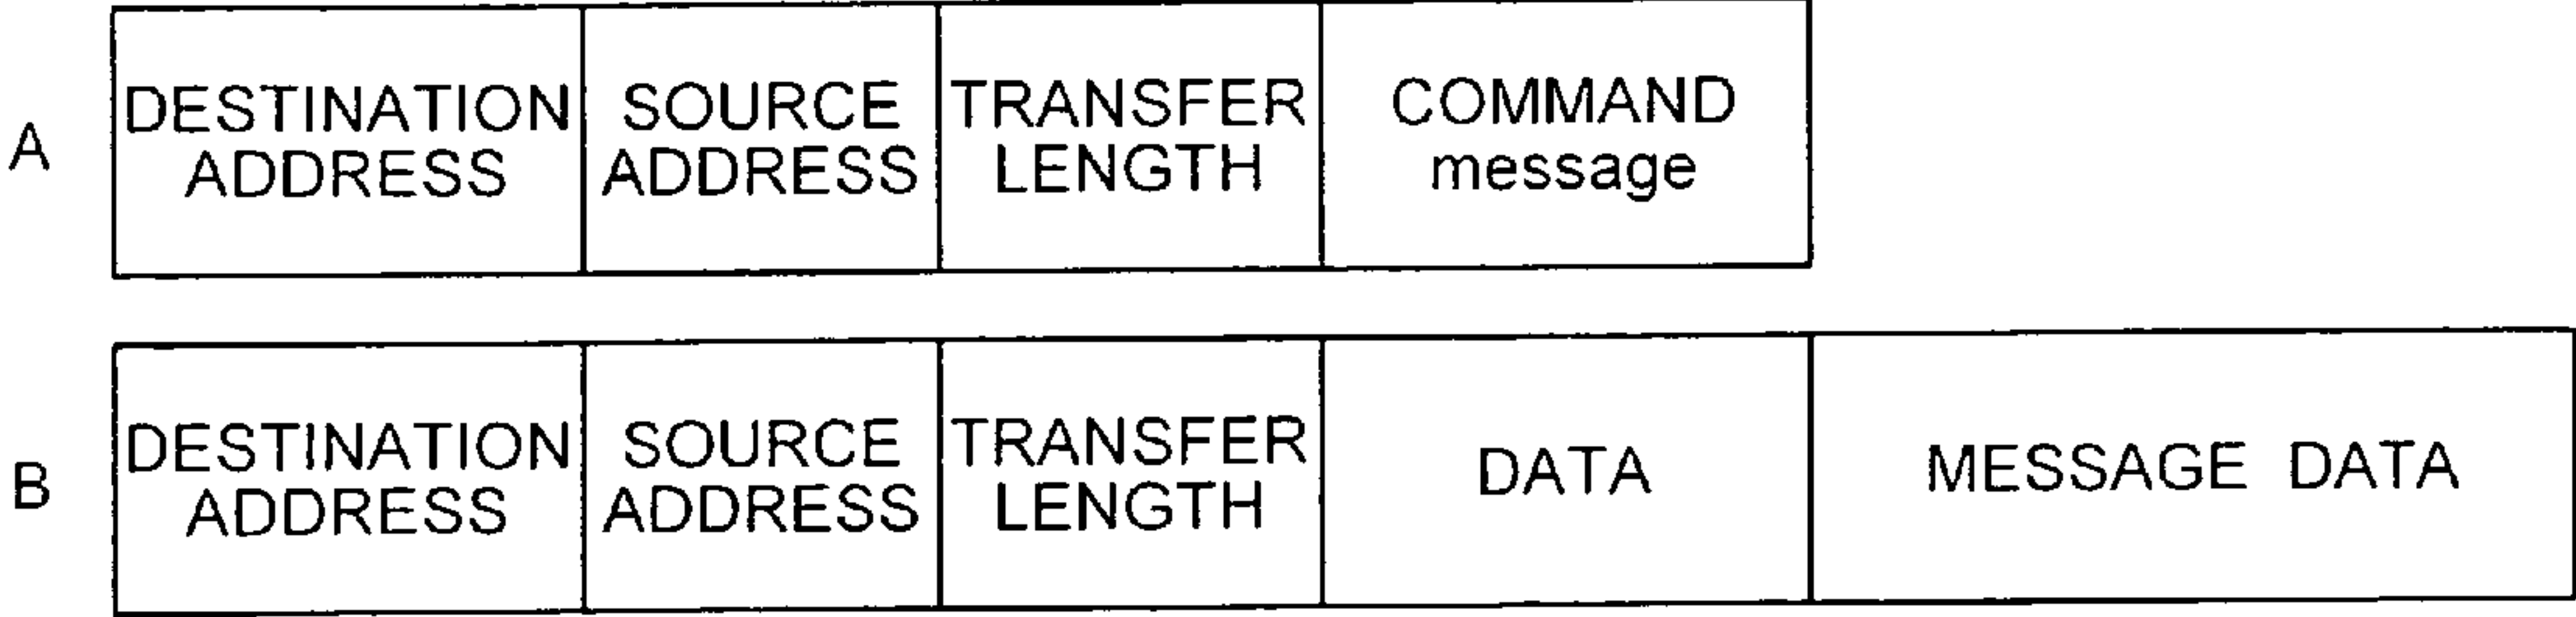 A
DESTINATION
ADDRESS
SOURCE
ADDRESS
TRANSFER
LENGTH
COMMAND
message
B
DESTINATION
ADDRESS
SOURCE
ADDRESS
TRANSFER
LENGTH
DATA
MESSAGE DATA